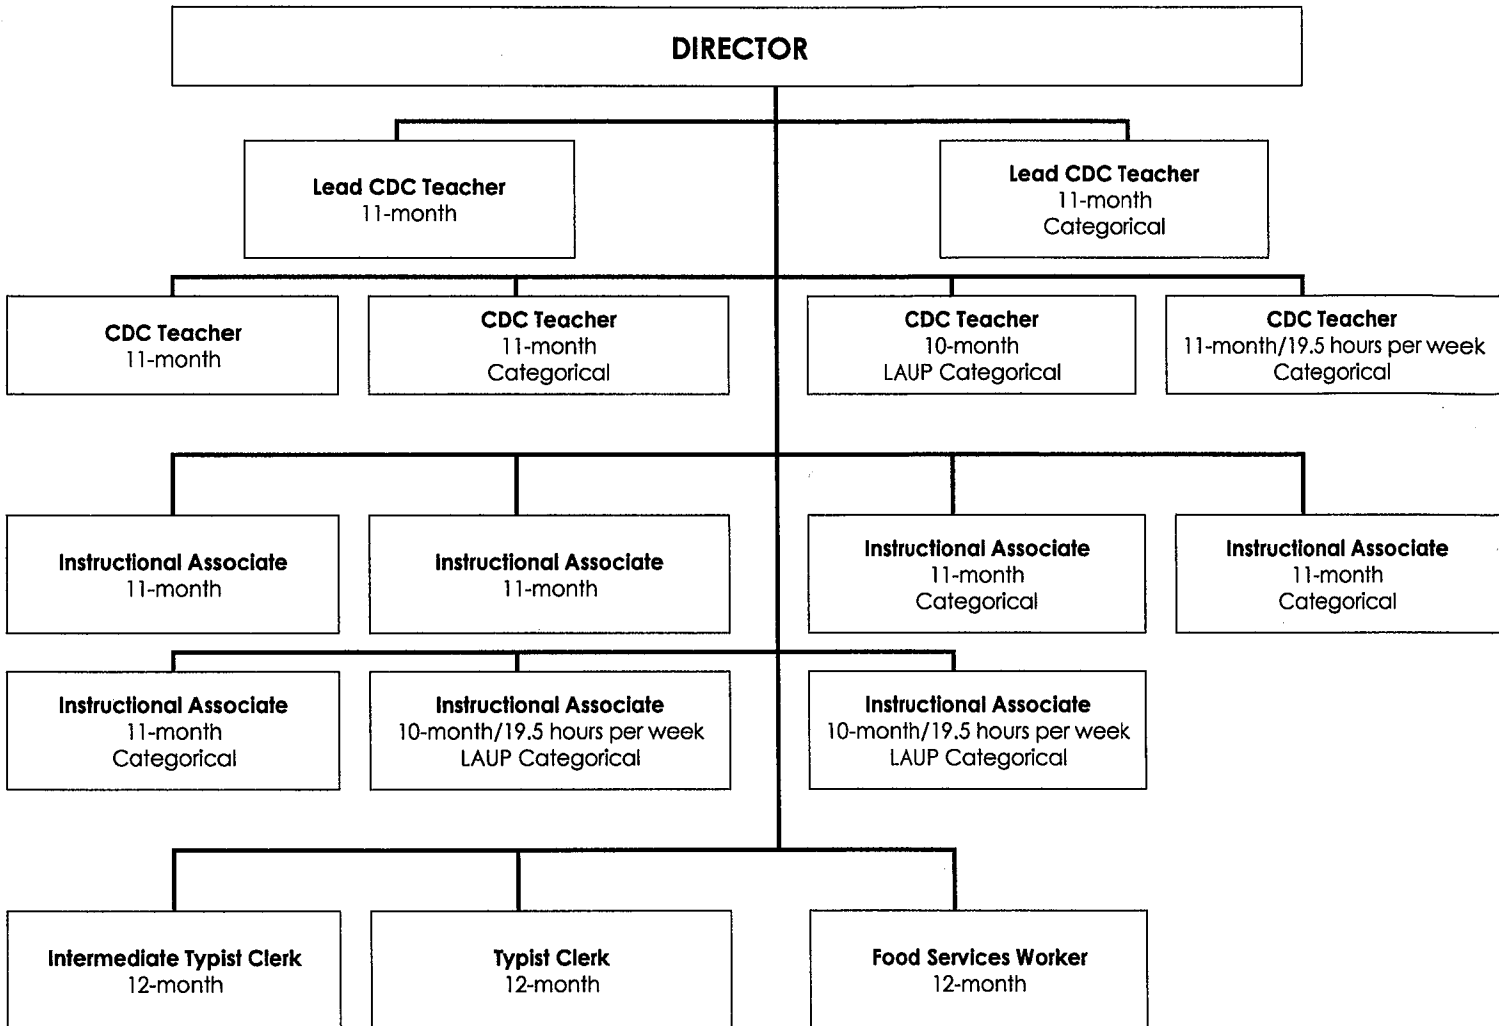 DIRECTOR
Lead CDC Teacher
11-month
Lead CDC Teacher
11-month
Categorical
CDC Teacher
11-month
CDC Teacher
11-month
Categorical
CDC Teacher
10-month
LAUP Categorical
CDC Teacher
11-month/19.5 hours per week
Categorical
Instructional Associate
11-month
Instructional Associate
11-month
Instructional Associate
11-month
Categorical
Instructional Associate
11-month
Categorical
Instructional Associate
11-month
Categorical
Instructional Associate
10-month/19.5 hours per week
LAUP Categorical
Instructional Associate
10-month/19.5 hours per week
LAUP Categorical
Intermediate Typist Clerk
12-month
Typist Clerk
12-month
Food Services Worker
12-month